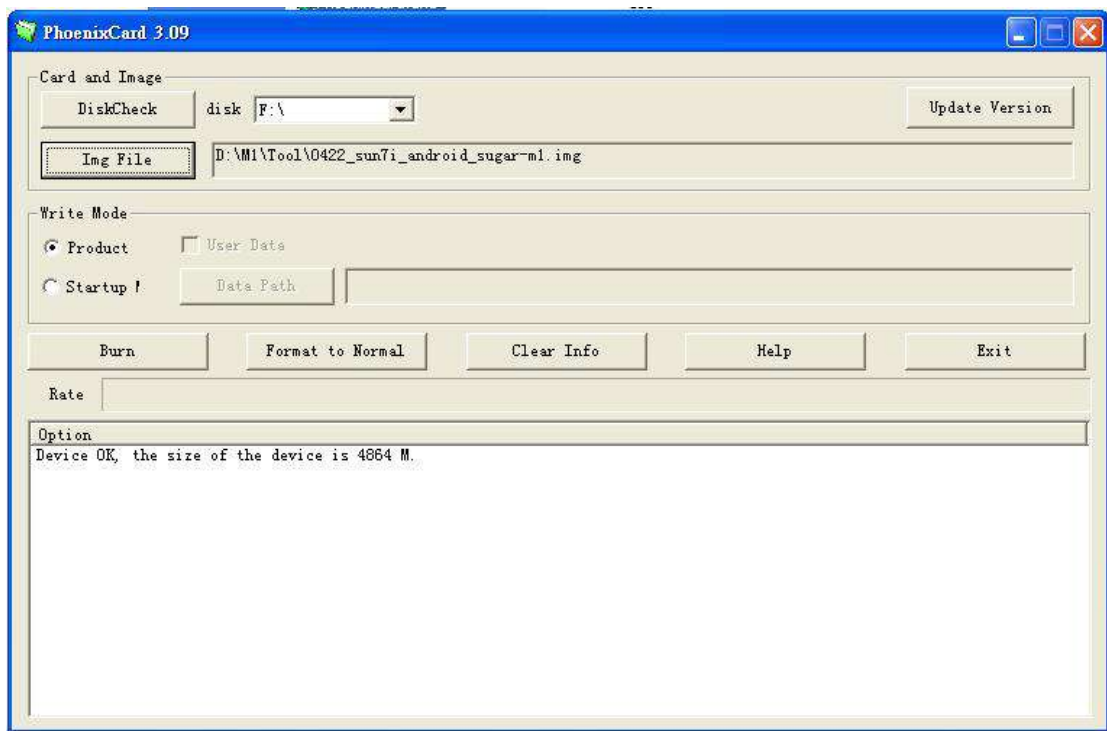 PhoenixCard 3.09
Card and Image
DiskCheck disk F:\ Update Version
Img File D:\M1\Tool\0422_sun7i_android_sugar-m1.img
Write Mode
Product User Data
Startup Data Path
Burn Format to Normal Clear Info Help Exit
Rate
Option
Device OK, the size of the device is 4864 M.